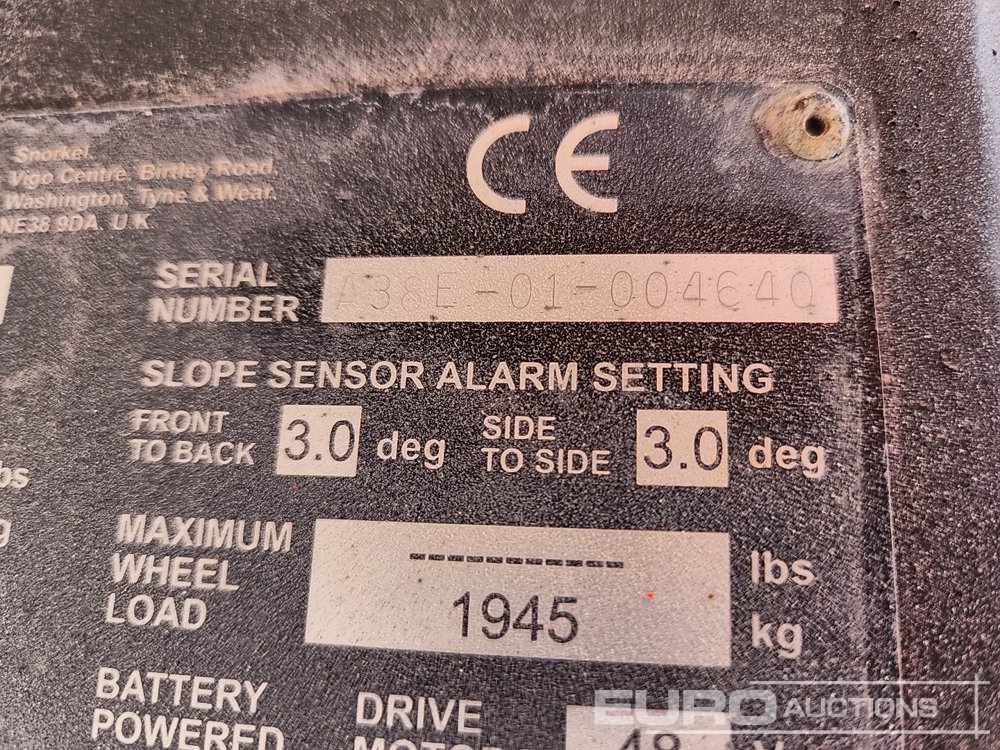 Snorkel.
Vigo Centre, Birtley Road,
Washington, Tyne & Wear.
NE38 9DA, U.K.
CE
SERIAL
NUMBER
A38E-01-004640
SLOPE SENSOR ALARM SETTING
FRONT
TO BACK
3.0 deg
SIDE
TO SIDE
3.0 deg
MAXIMUM
WHEEL
LOAD
--------- lbs
1945 kg
BATTERY
POWERED
DRIVE
MOTOR
48 V
EURO AUCTIONS